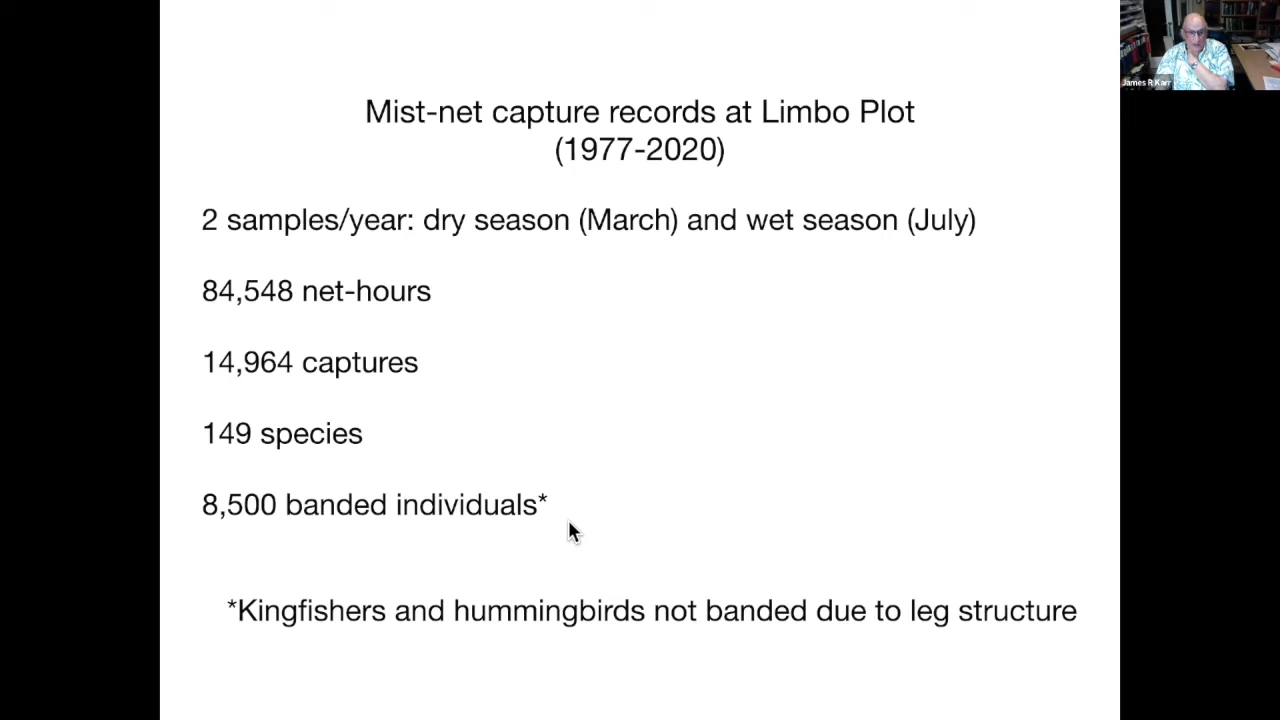 James R Karr
Mist-net capture records at Limbo Plot
(1977-2020)
2 samples/year: dry season (March) and wet season (July)
84,548 net-hours
14,964 captures
149 species
8,500 banded individuals*
*Kingfishers and hummingbirds not banded due to leg structure